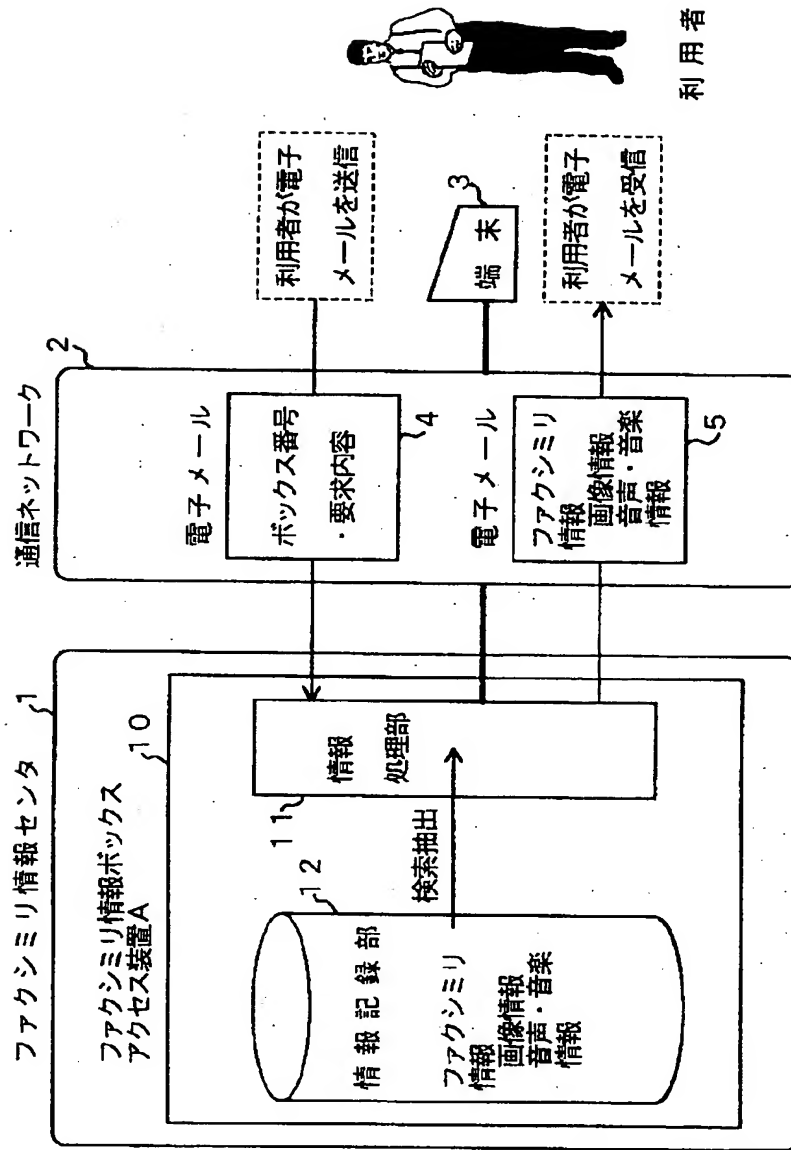 ファクシミリ情報センタ
1
ファクシミリ情報ボックス
アクセス装置A
10
情報記録部
ファクシミリ
情報
画像情報
音声・音楽
情報
12
検索抽出
情報
処理部
11
通信ネットワーク
2
電子メール
ボックス番号
・要求内容
4
電子メール
ファクシミリ
情報
画像情報
音声・音楽
情報
5
利用者が電子
メールを送信
端末
3
利用者が電子
メールを受信
利用者